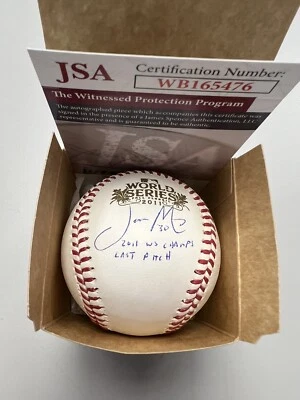 JSA
Certification Number:
WB165476
The Witnessed Protection Program
The autographed piece which accompanies this certificate was
signed in the presence of a James Spence Authentication, LLC
representative and is guaranteed to be authentic.
JSA
WORLD
SERIES
2011
30
2011 WS CHAMPS
LAST PITCH